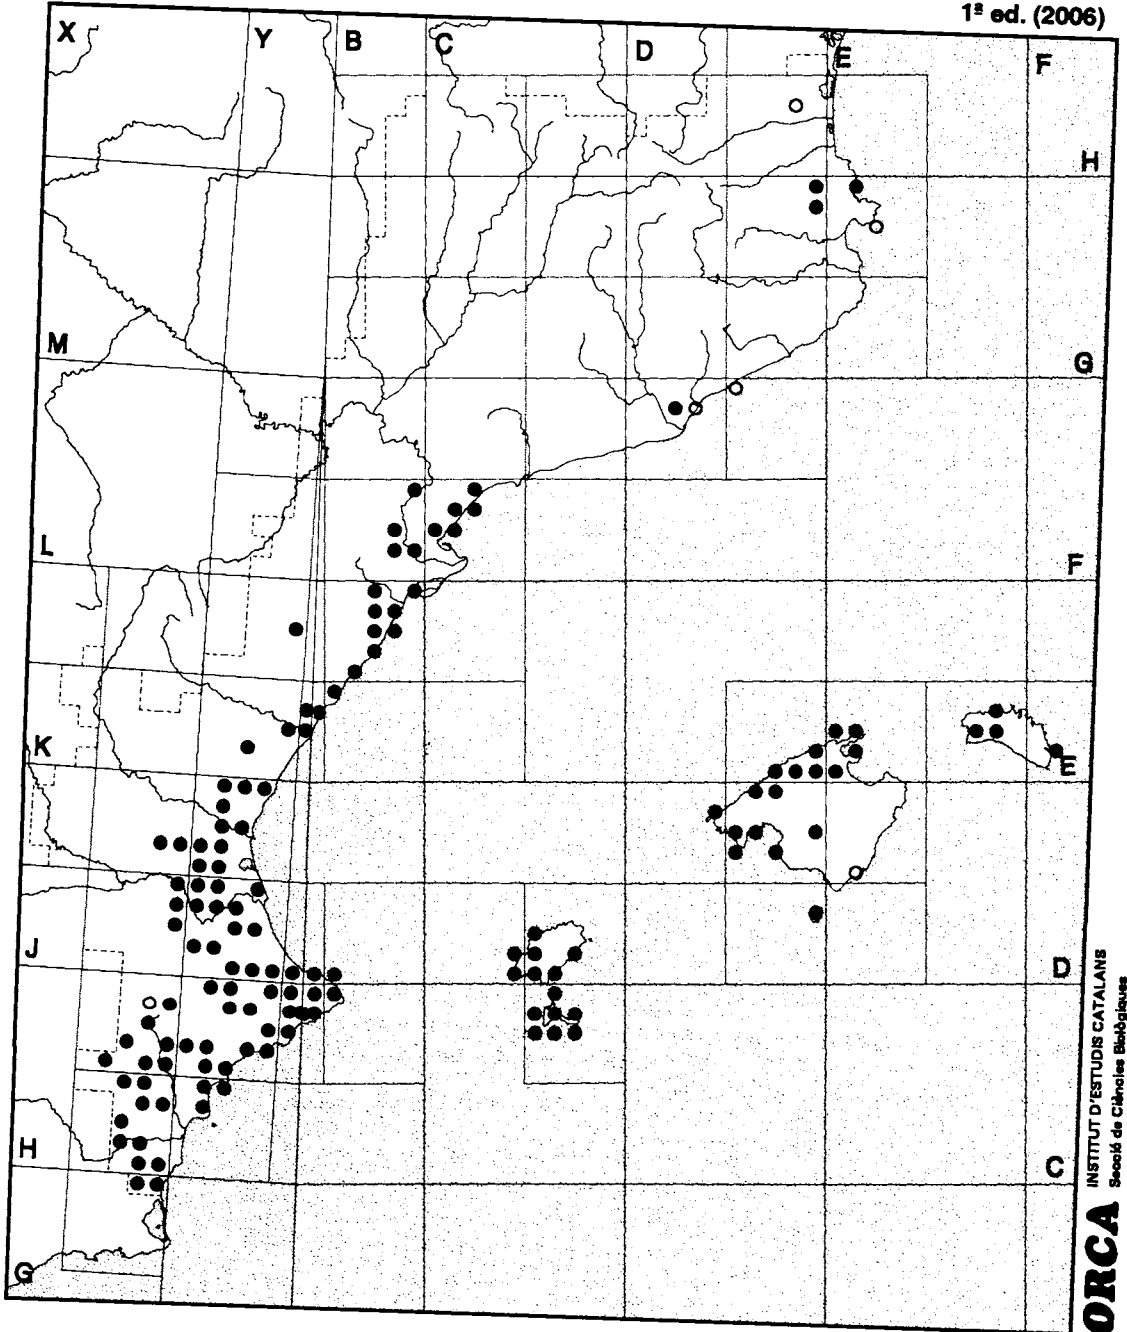 1ª ed. (2006)
X
Y
B
C
D
E
F
H
M
G
L
F
K
E
J
D
H
C
G
ORCA
INSTITUT D'ESTUDIS CATALANS
Secció de Ciències Biològiques